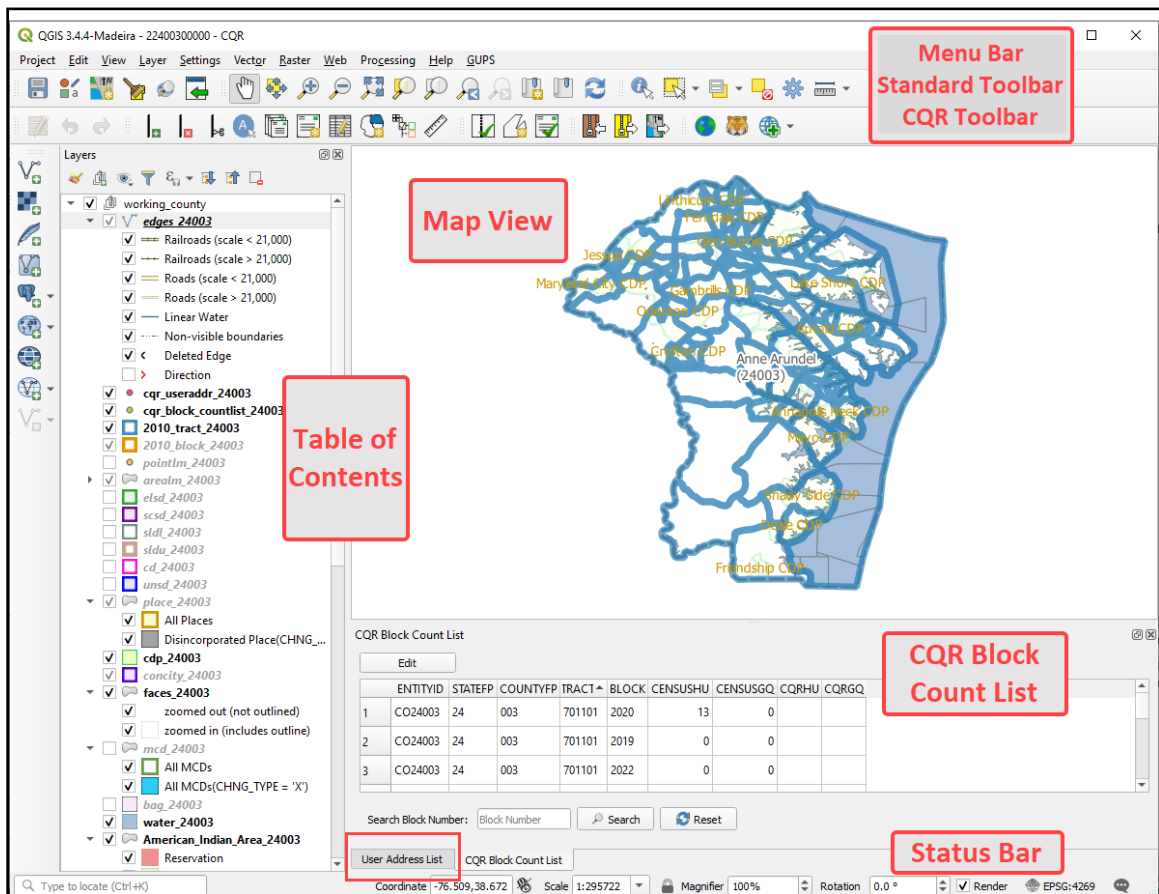 QGIS 3.4.4-Madeira - 22400300000 - CQR
Project Edit View Layer Settings Vector Raster Web Processing Help GUPS
Menu Bar
Standard Toolbar
CQR Toolbar
Layers
working_county
edges_24003
Railroads (scale < 21,000)
Railroads (scale > 21,000)
Roads (scale < 21,000)
Roads (scale > 21,000)
Linear Water
Non-visible boundaries
Deleted Edge
Direction
cqr_useraddr_24003
cqr_block_countlist_24003
2010_tract_24003
2010_block_24003
pointlm_24003
arealm_24003
elsd_24003
scsd_24003
sldl_24003
sldu_24003
cd_24003
unsd_24003
place_24003
All Places
Disincorporated Place(CHNG_...
cdp_24003
concity_24003
faces_24003
zoomed out (not outlined)
zoomed in (includes outline)
mcd_24003
All MCDs
All MCDs(CHNG_TYPE = 'X')
bag_24003
water_24003
American_Indian_Area_24003
Reservation
Table of
Contents
Map View
Linthicum CDP
Ferndale CDP
Glen Burnie CDP
Jessup CDP
Maryland City CDP
Gambrills CDP
Lake Shore CDP
Odenton CDP
Arnold CDP
Crofton CDP
Anne Arundel
(24003)
Annapolis Neck CDP
Mayo CDP
Shady Side CDP
Deale CDP
Friendship CDP
CQR Block Count List
Edit
CQR Block
Count List
ENTITYID STATEFP COUNTYFP TRACT BLOCK CENSUSHU CENSUSGQ CQRHU CQRGQ
1 CO24003 24 003 701101 2020 13 0
2 CO24003 24 003 701101 2019 0 0
3 CO24003 24 003 701101 2022 0 0
Search Block Number: Block Number Search Reset
User Address List CQR Block Count List
Status Bar
Type to locate (Ctrl+K) Coordinate -76.509,38.672 Scale 1:295722 Magnifier 100% Rotation 0.0 ° Render EPSG:4269